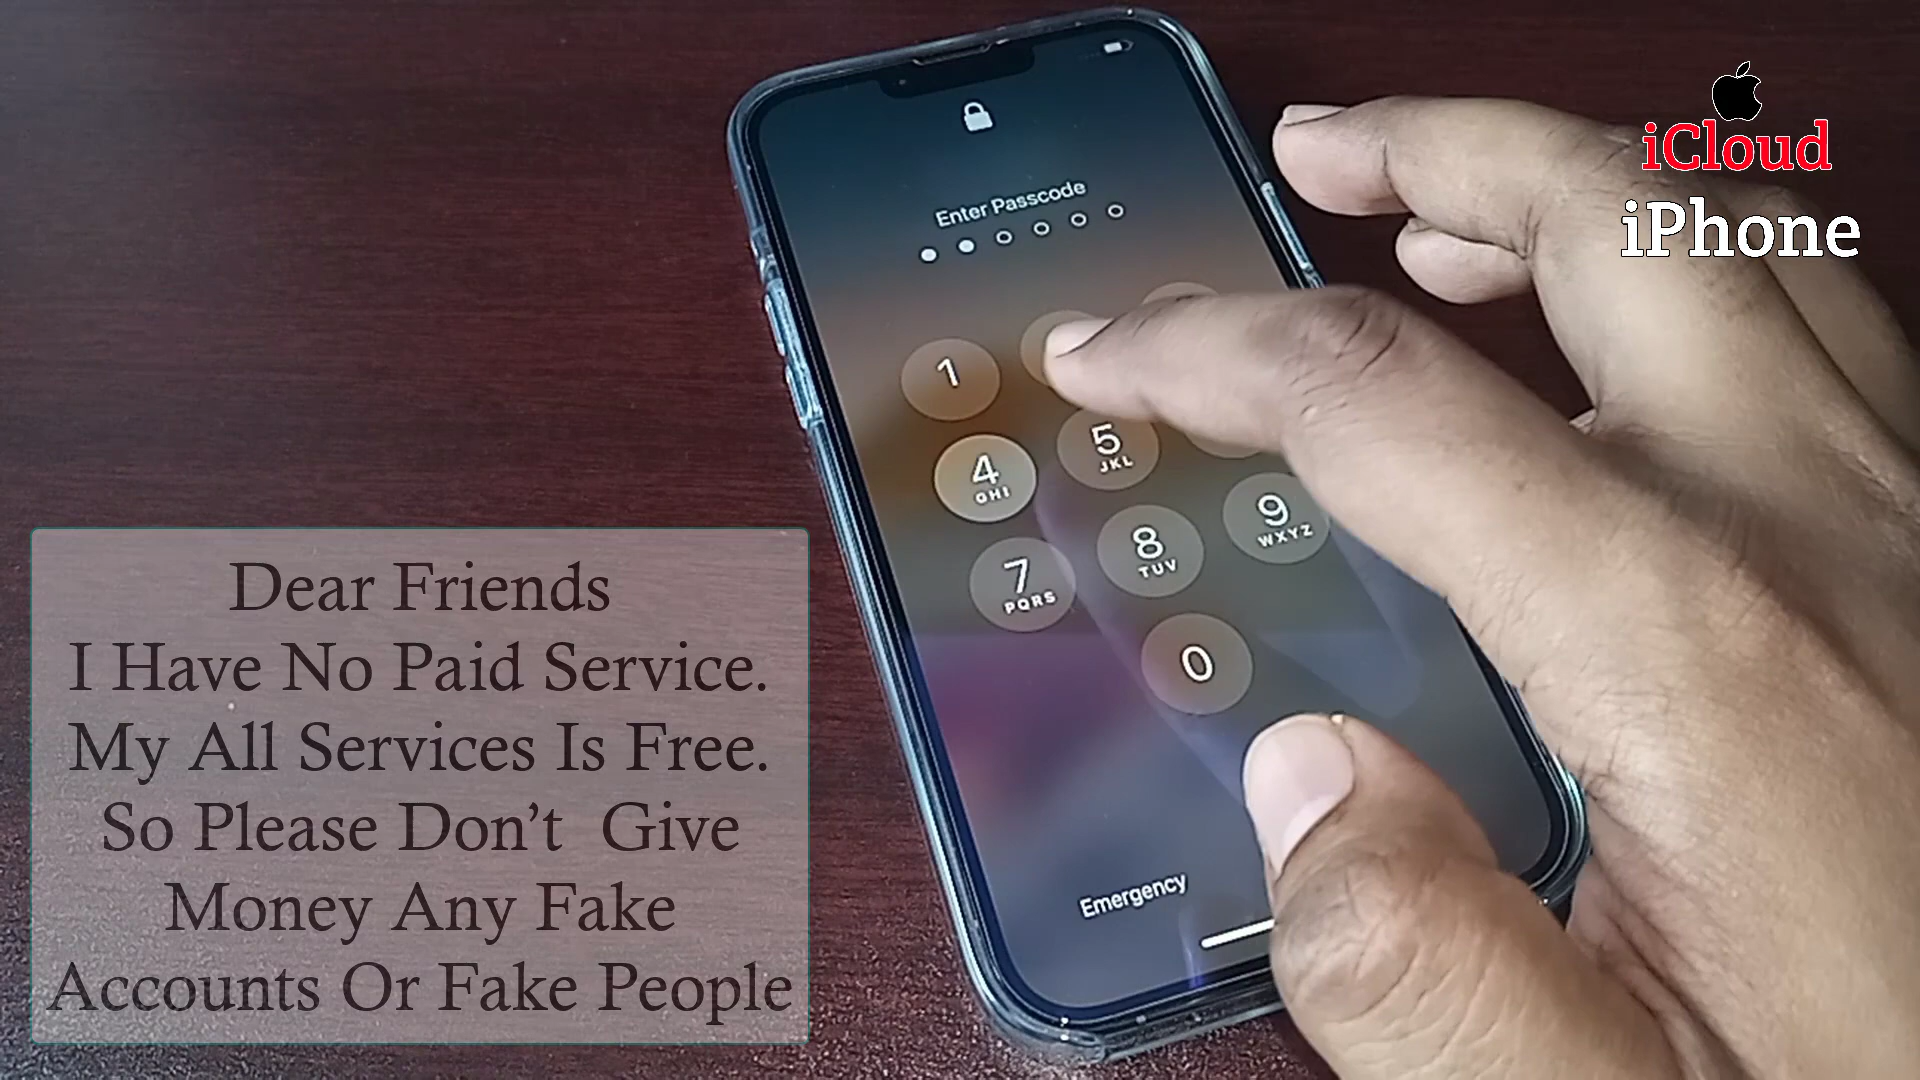 iCloud
iPhone
Enter Passcode
1
4
GHI
5
JKL
7
PQRS
8
TUV
9
WXYZ
0
Emergency
Dear Friends
I Have No Paid Service.
My All Services Is Free.
So Please Don’t Give
Money Any Fake
Accounts Or Fake People